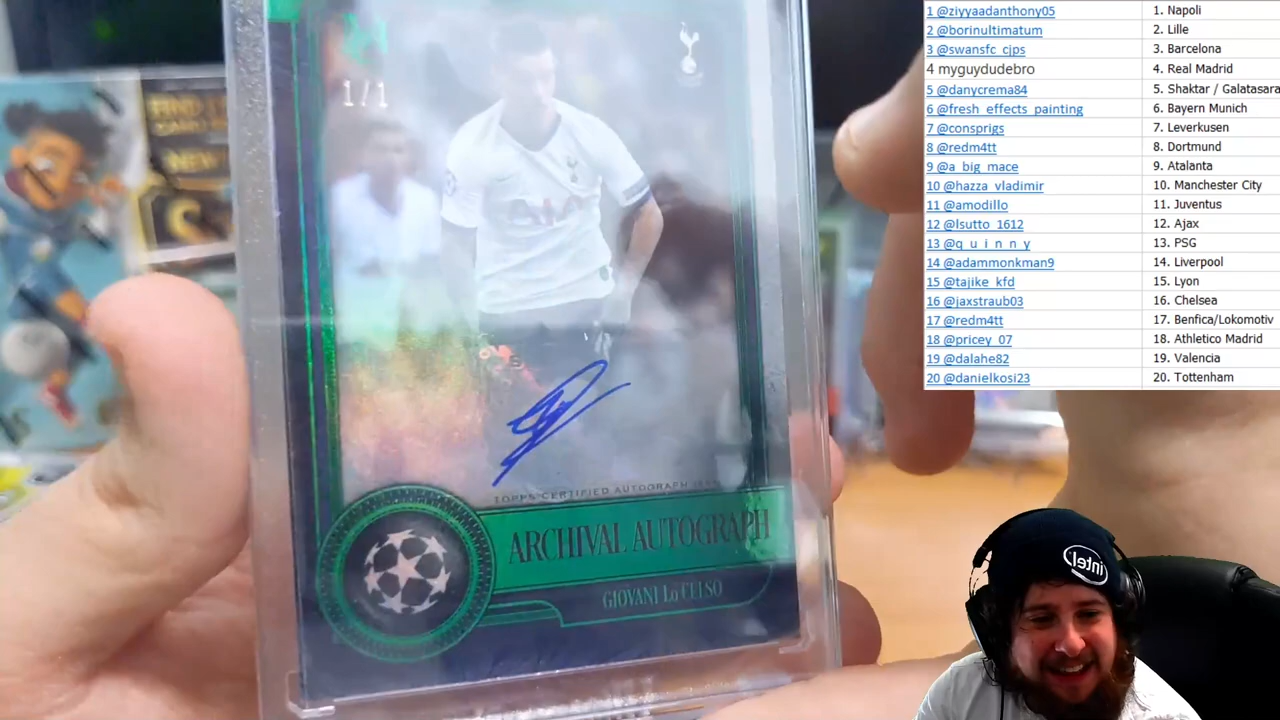 1/1
TOPPS CERTIFIED AUTOGRAPH
ARCHIVAL AUTOGRAPH
GIOVANI Lo CELSO
NEW
intel
1 @ziyyaadanthony05 1. Napoli
2 @borinultimatum 2. Lille
3 @swansfc_cjps 3. Barcelona
4 myguydudebro 4. Real Madrid
5 @danycrema84 5. Shaktar / Galatasara
6 @fresh_effects_painting 6. Bayern Munich
7 @consprigs 7. Leverkusen
8 @redm4tt 8. Dortmund
9 @a_big_mace 9. Atalanta
10 @hazza_vladimir 10. Manchester City
11 @amodillo 11. Juventus
12 @lsutto_1612 12. Ajax
13 @q_u_i_n_n_y 13. PSG
14 @adammonkman9 14. Liverpool
15 @tajike_kfd 15. Lyon
16 @jaxstraub03 16. Chelsea
17 @redm4tt 17. Benfica/Lokomotiv
18 @pricey_07 18. Athletico Madrid
19 @dalahe82 19. Valencia
20 @danielkosi23 20. Tottenham